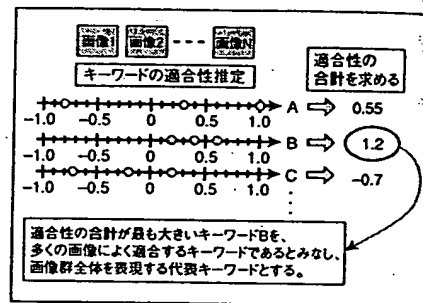 画像1 画像2 ---- 画像N
キーワードの適合性推定
適合性の
合計を求める
-1.0 -0.5 0 0.5 1.0 A 0.55
-1.0 -0.5 0 0.5 1.0 B 1.2
-1.0 -0.5 0 0.5 1.0 C -0.7
適合性の合計が最も大きいキーワードBを、
多くの画像によく適合するキーワードであるとみなし、
画像群全体を表現する代表キーワードとする。